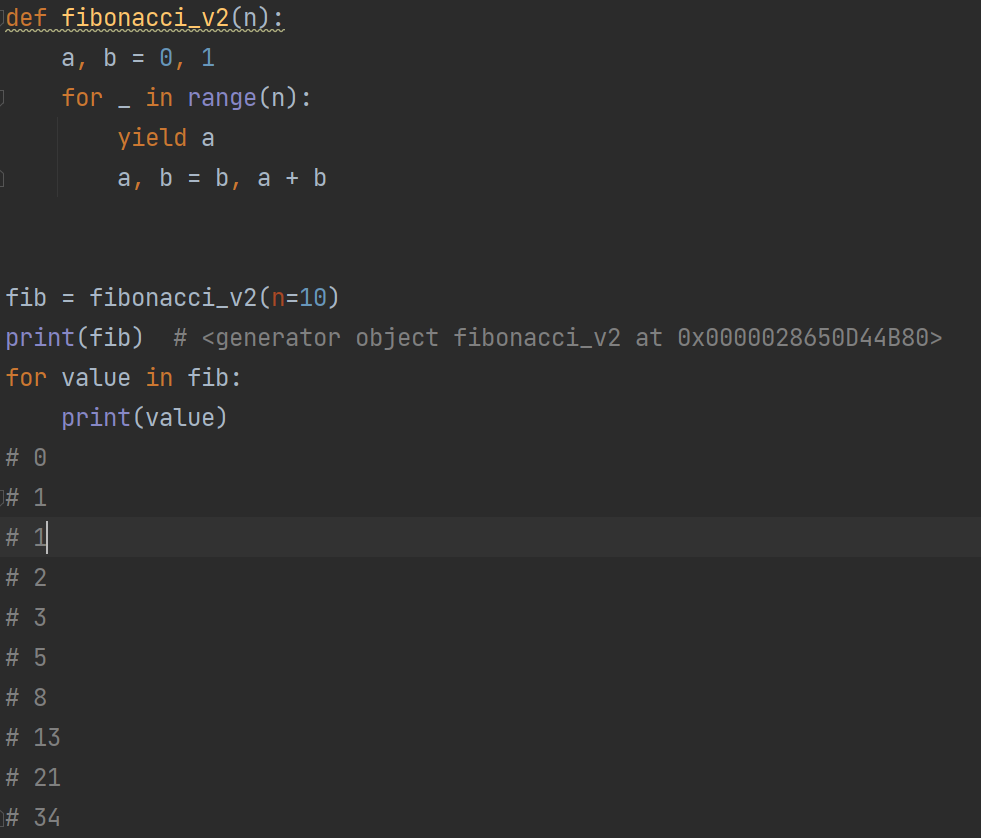 def fibonacci_v2(n):
    a, b = 0, 1
    for _ in range(n):
        yield a
        a, b = b, a + b
fib = fibonacci_v2(n=10)
print(fib)  # <generator object fibonacci_v2 at 0x0000028650D44B80>
for value in fib:
    print(value)
# 0
# 1
# 1
# 2
# 3
# 5
# 8
# 13
# 21
# 34